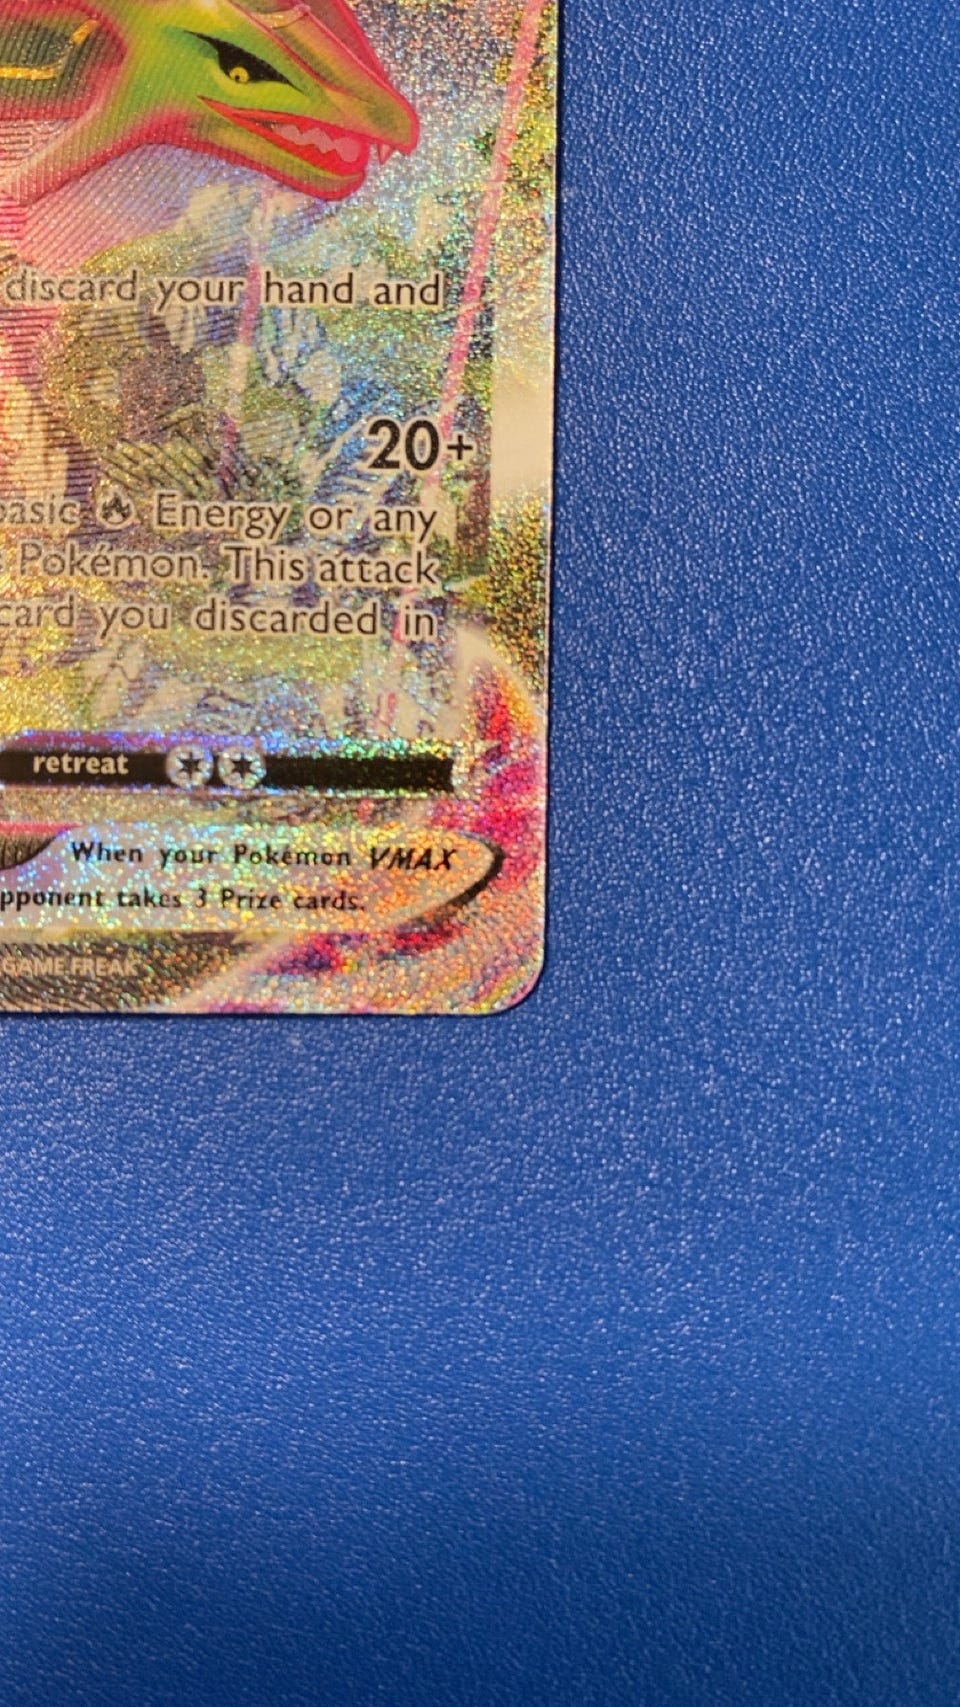 discard your hand and
20+
basic Energy or any
Pokémon. This attack
card you discarded in
retreat
When your Pokémon VMAX
opponent takes 3 Prize cards.
GAME FREAK